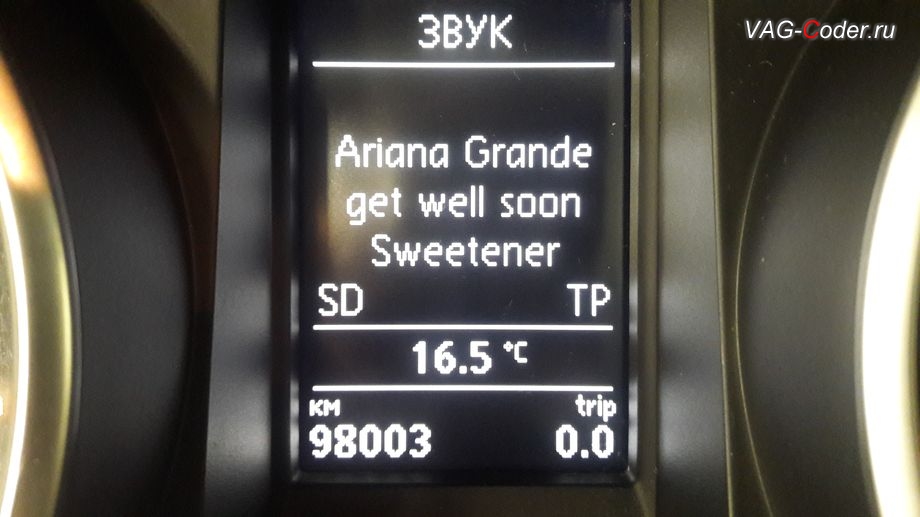 VAG-Coder.ru
ЗВУК
Ariana Grande
get well soon
Sweetener
SD TP
16.5 °C
км trip
98003 0.0